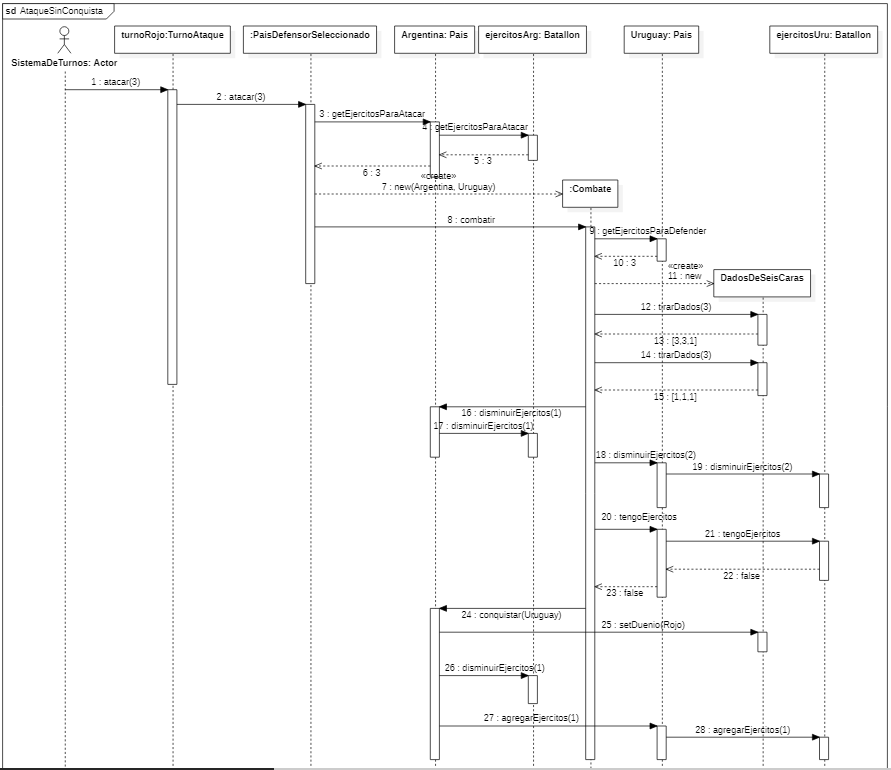 sd AtaqueSinConquista
SistemaDeTurnos: Actor
turnoRojo:TurnoAtaque
:PaisDefensorSeleccionado
Argentina: Pais
ejercitosArg: Batallon
Uruguay: Pais
ejercitosUru: Batallon
1 : atacar(3)
2 : atacar(3)
3 : getEjercitosParaAtacar
4 : getEjercitosParaAtacar
5 : 3
6 : 3
«create»
7 : new(Argentina, Uruguay)
:Combate
8 : combatir
9 : getEjercitosParaDefender
10 : 3
«create»
11 : new
DadosDeSeisCaras
12 : tirarDados(3)
13 : [3,3,1]
14 : tirarDados(3)
15 : [1,1,1]
16 : disminuirEjercitos(1)
17 : disminuirEjercitos(1)
18 : disminuirEjercitos(2)
19 : disminuirEjercitos(2)
20 : tengoEjercitos
21 : tengoEjercitos
22 : false
23 : false
24 : conquistar(Uruguay)
25 : setDuenio(Rojo)
26 : disminuirEjercitos(1)
27 : agregarEjercitos(1)
28 : agregarEjercitos(1)